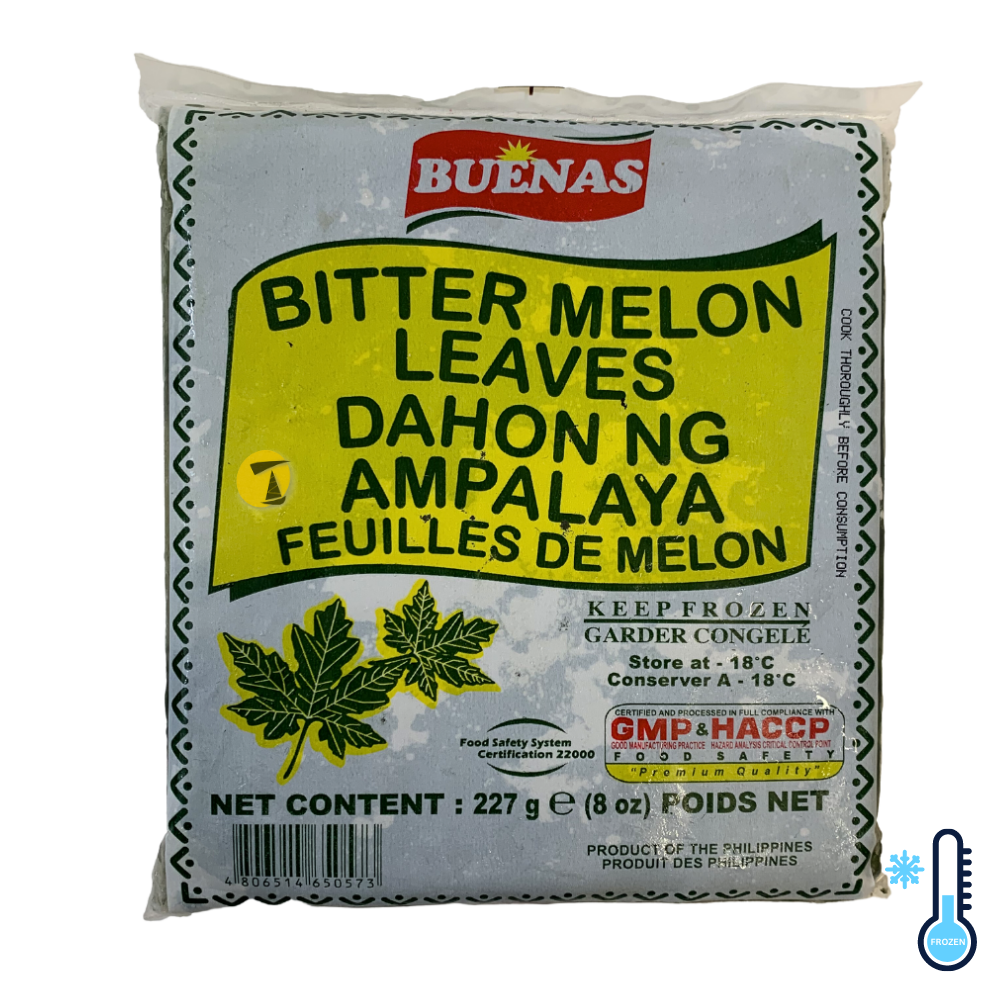 BUENAS
BITTER MELON
LEAVES
DAHON NG
AMPALAYA
FEUILLES DE MELON
COOK THOROUGHLY BEFORE CONSUMPTION
KEEP FROZEN
GARDER CONGELÉ
Store at - 18°C
Conserver A - 18°C
CERTIFIED AND PROCESSED IN FULL COMPLIANCE WITH
GMP & HACCP
GOOD MANUFACTURING PRACTICE HAZARD ANALYSIS CRITICAL CONTROL POINT
FOOD SAFETY
"Promium Quality"
Food Safety System
Certification 22000
NET CONTENT : 227 g ℮ (8 oz) POIDS NET
PRODUCT OF THE PHILIPPINES
PRODUIT DES PHILIPPINES
4 806514 650573
FROZEN